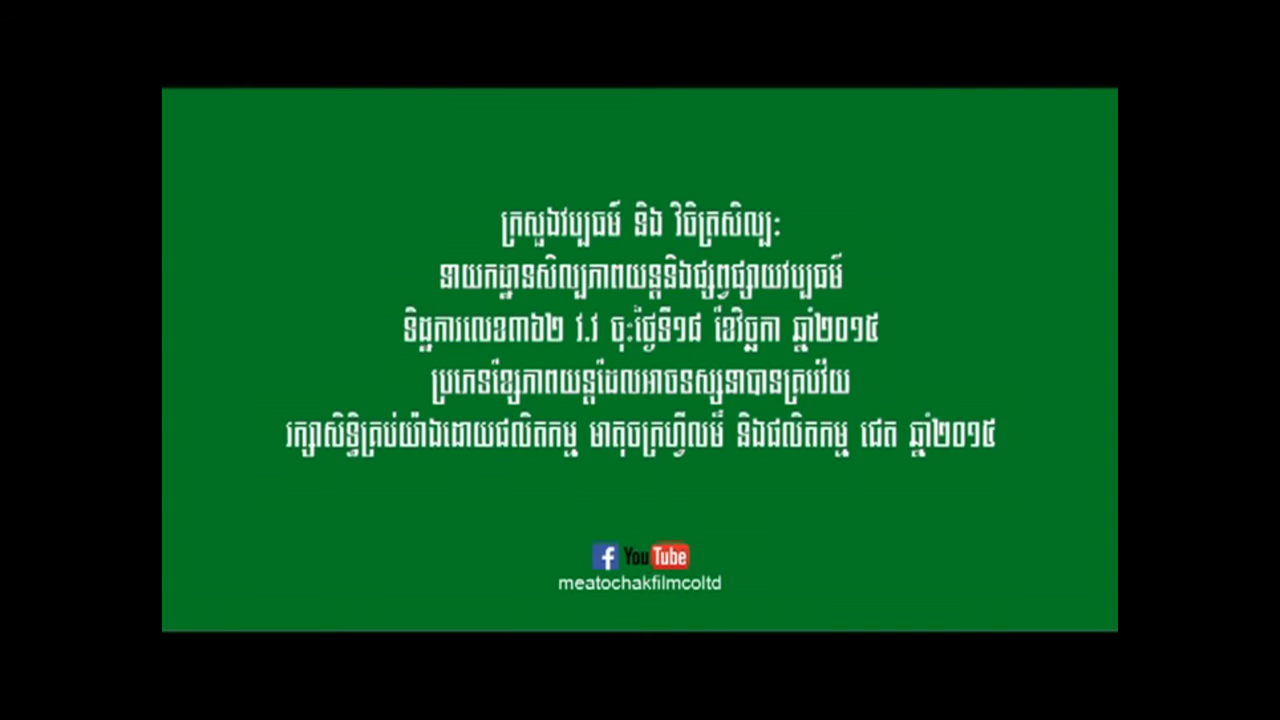 ក្រសួងវប្បធម៌ និង វិចិត្រសិល្បៈ
នាយកដ្ឋានសិល្បភាពយន្តនិងផ្សព្វផ្សាយវប្បធម៌
ទិដ្ឋការលេខ៣៦២ វ.វ ចុះថ្ងៃទី១៨ ខែវិច្ឆកា ឆ្នាំ២០១៥
ប្រភេទខ្សែភាពយន្តដែលអាចទស្សនាបានគ្រប់វ័យ
រក្សាសិទ្ធិគ្រប់យ៉ាងដោយផលិតកម្ម មាតុចក្រហ្វីលម៏ និងផលិតកម្ម ជេត ឆ្នាំ២០១៥
f YouTube
meatochakfilmcoltd